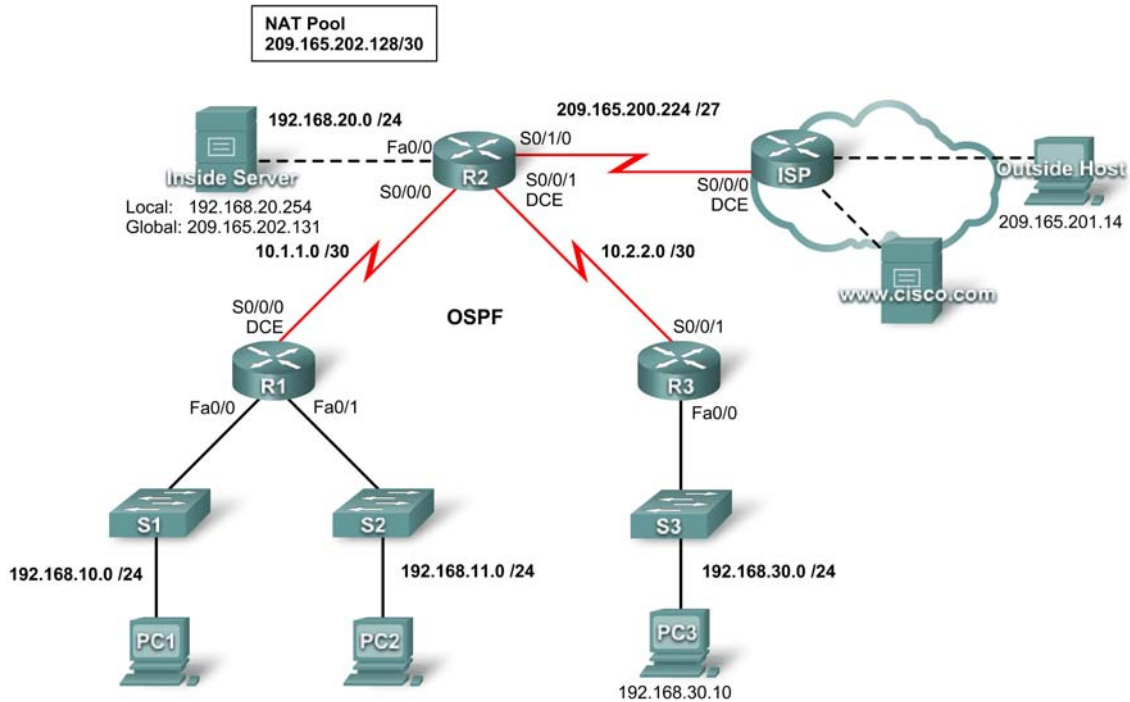 NAT Pool
209.165.202.128/30
192.168.20.0 /24
209.165.200.224 /27
Fa0/0
S0/1/0
Inside Server
R2
ISP
Outside Host
S0/0/0
S0/0/1
DCE
S0/0/0
DCE
Local: 192.168.20.254
Global: 209.165.202.131
209.165.201.14
10.1.1.0 /30
10.2.2.0 /30
www.cisco.com
S0/0/0
DCE
OSPF
S0/0/1
R1
R3
Fa0/0
Fa0/1
Fa0/0
S1
S2
S3
192.168.10.0 /24
192.168.11.0 /24
192.168.30.0 /24
PC1
PC2
PC3
192.168.30.10